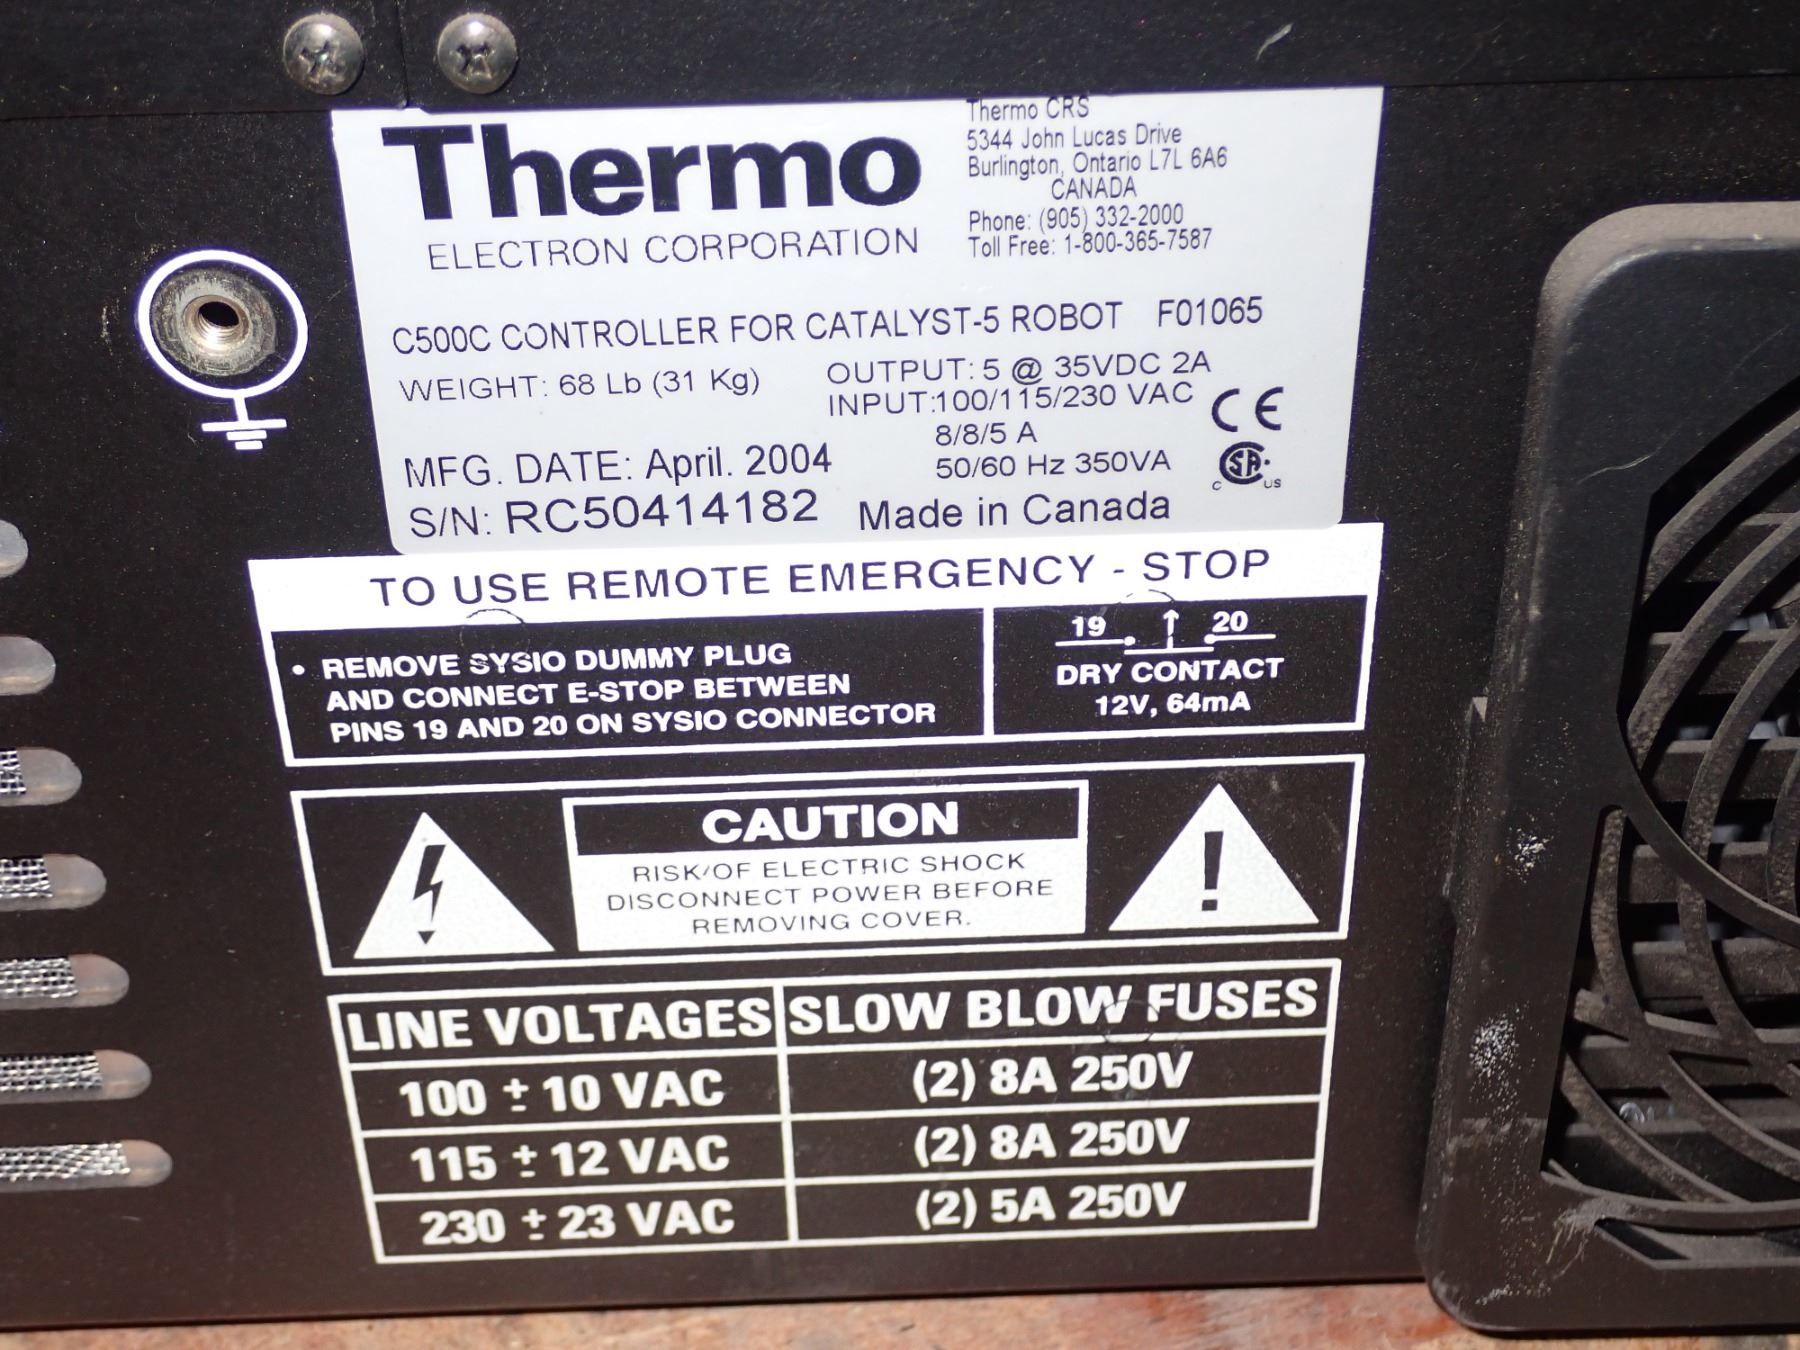 Thermo
ELECTRON CORPORATION
Thermo CRS
5344 John Lucas Drive
Burlington, Ontario L7L 6A6
CANADA
Phone: (905) 332-2000
Toll Free: 1-800-365-7587
C500C CONTROLLER FOR CATALYST-5 ROBOT F01065
WEIGHT: 68 Lb (31 Kg)
OUTPUT: 5 @ 35VDC 2A
INPUT:100/115/230 VAC
8/8/5 A
50/60 Hz 350VA
CE
C SA US
MFG. DATE: April. 2004
S/N: RC50414182 Made in Canada
TO USE REMOTE EMERGENCY - STOP
• REMOVE SYSIO DUMMY PLUG
AND CONNECT E-STOP BETWEEN
PINS 19 AND 20 ON SYSIO CONNECTOR
19 20
DRY CONTACT
12V, 64mA
CAUTION
RISK OF ELECTRIC SHOCK
DISCONNECT POWER BEFORE
REMOVING COVER.
!
LINE VOLTAGES SLOW BLOW FUSES
100 ± 10 VAC (2) 8A 250V
115 ± 12 VAC (2) 8A 250V
230 ± 23 VAC (2) 5A 250V